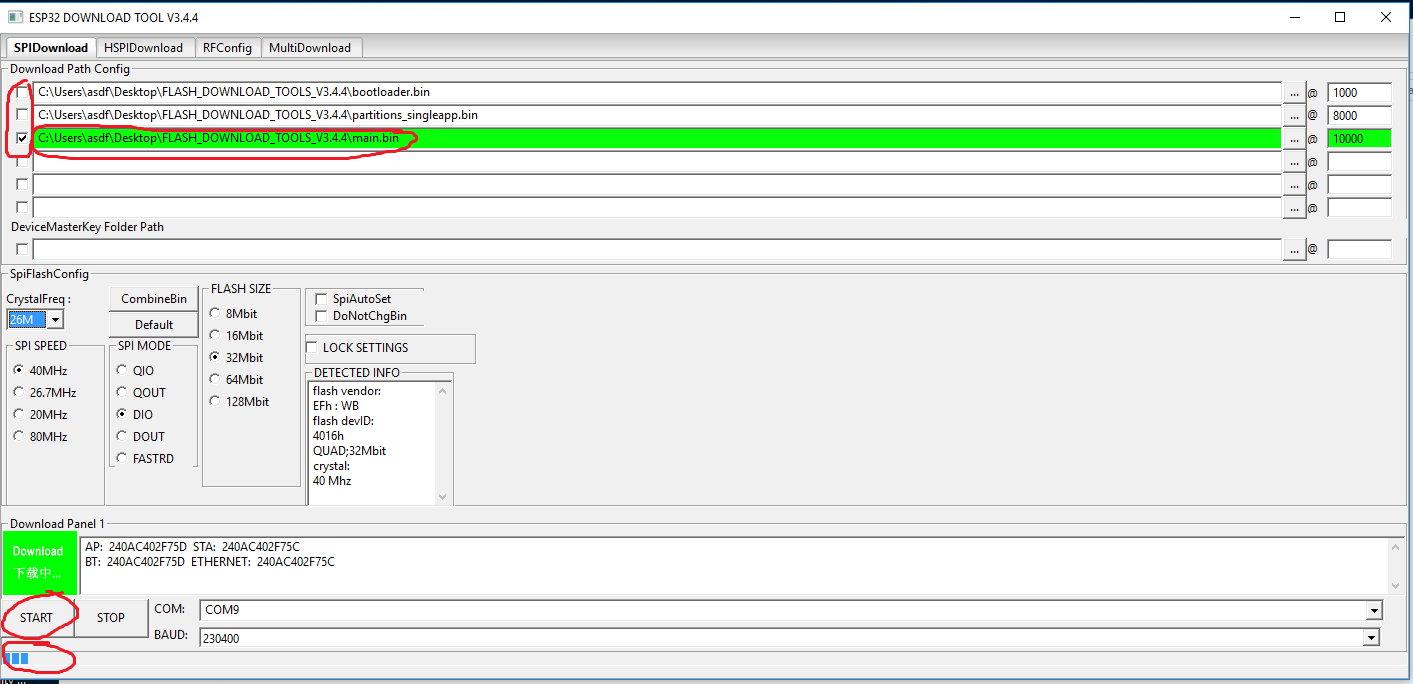 ESP32 DOWNLOAD TOOL V3.4.4
SPIDownload HSPIDownload RFConfig MultiDownload
Download Path Config
C:\Users\asdf\Desktop\FLASH_DOWNLOAD_TOOLS_V3.4.4\bootloader.bin ... @ 1000
C:\Users\asdf\Desktop\FLASH_DOWNLOAD_TOOLS_V3.4.4\partitions_singleapp.bin ... @ 8000
C:\Users\asdf\Desktop\FLASH_DOWNLOAD_TOOLS_V3.4.4\main.bin ... @ 10000
... @
... @
... @
DeviceMasterKey Folder Path
... @
SpiFlashConfig
CrystalFreq :
26M
CombineBin
Default
SPI SPEED
40MHz
26.7MHz
20MHz
80MHz
SPI MODE
QIO
QOUT
DIO
DOUT
FASTRD
FLASH SIZE
8Mbit
16Mbit
32Mbit
64Mbit
128Mbit
SpiAutoSet
DoNotChgBin
LOCK SETTINGS
DETECTED INFO
flash vendor:
EFh : WB
flash devID:
4016h
QUAD;32Mbit
crystal:
40 Mhz
Download Panel 1
Download
下载中...
AP: 240AC402F75D STA: 240AC402F75C
BT: 240AC402F75D ETHERNET: 240AC402F75C
START STOP
COM: COM9
BAUD: 230400